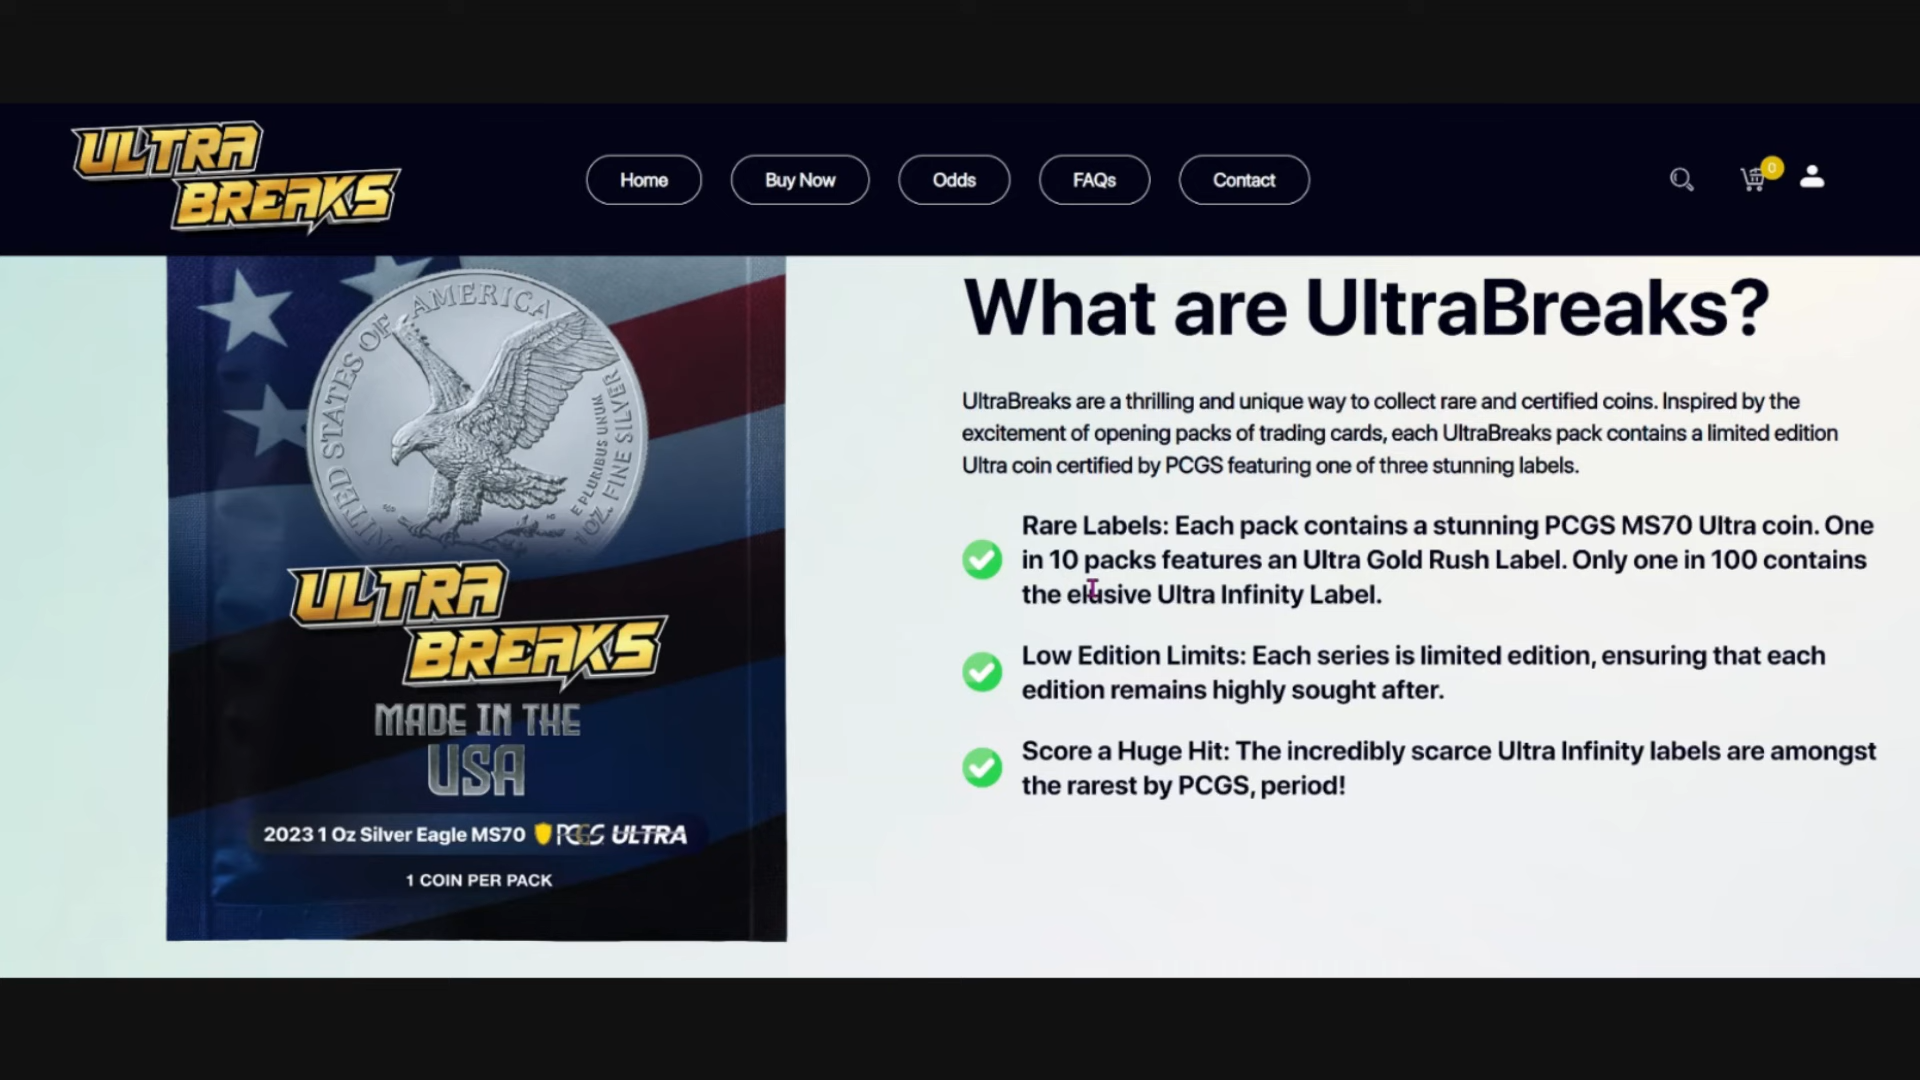 ULTRA
BREAKS
Home
Buy Now
Odds
FAQs
Contact
0
UNITED STATES OF AMERICA
E PLURIBUS UNUM
1 OZ. FINE SILVER
ULTRA
BREAKS
MADE IN THE
USA
2023 1 Oz Silver Eagle MS70 PCGS ULTRA
1 COIN PER PACK
What are UltraBreaks?
UltraBreaks are a thrilling and unique way to collect rare and certified coins. Inspired by the
excitement of opening packs of trading cards, each UltraBreaks pack contains a limited edition
Ultra coin certified by PCGS featuring one of three stunning labels.
Rare Labels: Each pack contains a stunning PCGS MS70 Ultra coin. One
in 10 packs features an Ultra Gold Rush Label. Only one in 100 contains
the elusive Ultra Infinity Label.
Low Edition Limits: Each series is limited edition, ensuring that each
edition remains highly sought after.
Score a Huge Hit: The incredibly scarce Ultra Infinity labels are amongst
the rarest by PCGS, period!